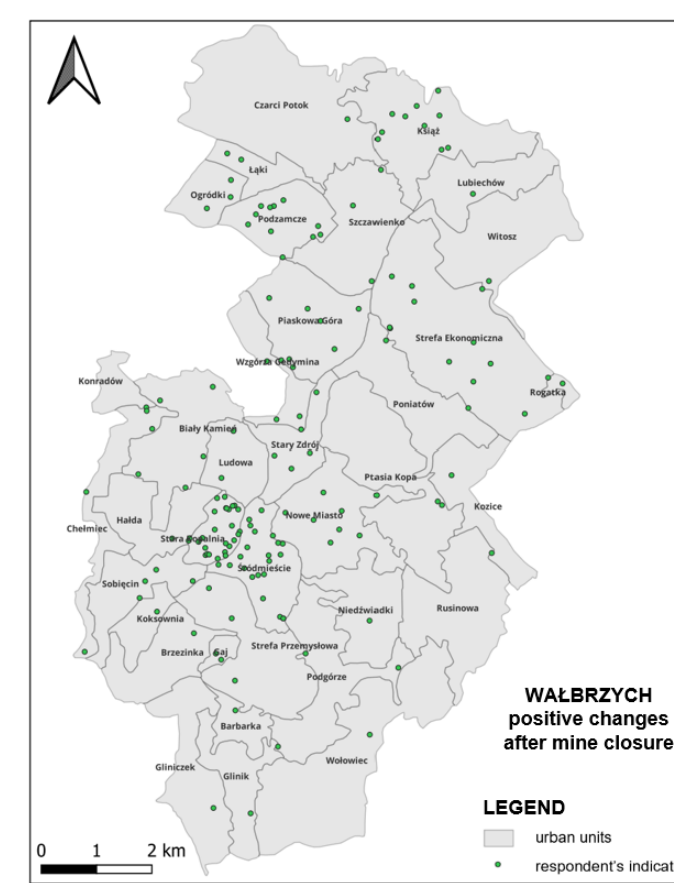 Czarci Potok
Książ
Łąki
Lubiechów
Ogródki
Podzamcze
Szczawienko
Witosz
Piaskowa Góra
Strefa Ekonomiczna
Wzgórze Gedymina
Konradów
Rogatka
Poniatów
Biały Kamień
Stary Zdrój
Ludowa
Ptasia Kopa
Kozice
Hałda
Nowe Miasto
Chełmiec
Stara Kopalnia
Śródmieście
Sobięcin
Niedźwiadki
Rusinowa
Koksownia
Strefa Przemysłowa
Brzezinka
Gaj
Podgórze
WAŁBRZYCH
positive changes
after mine closure
Barbarka
Wołowiec
Gliniczek
Glinik
LEGEND
urban units
0 1 2 km
respondent's indicat